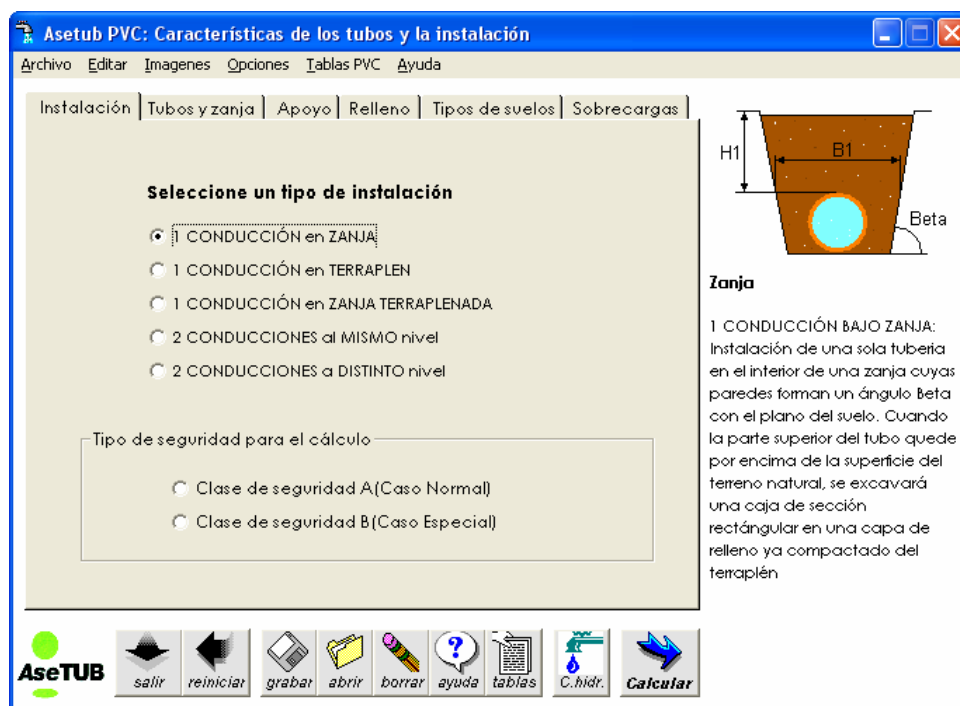 Asetub PVC: Características de los tubos y la instalación
Archivo Editar Imagenes Opciones Tablas PVC Ayuda
Instalación Tubos y zanja Apoyo Relleno Tipos de suelos Sobrecargas
Seleccione un tipo de instalación
1 CONDUCCIÓN en ZANJA
1 CONDUCCIÓN en TERRAPLEN
1 CONDUCCIÓN en ZANJA TERRAPLENADA
2 CONDUCCIONES al MISMO nivel
2 CONDUCCIONES a DISTINTO nivel
Tipo de seguridad para el cálculo
Clase de seguridad A(Caso Normal)
Clase de seguridad B(Caso Especial)
H1
B1
Beta
Zanja
1 CONDUCCIÓN BAJO ZANJA:
Instalación de una sola tuberia
en el interior de una zanja cuyas
paredes forman un ángulo Beta
con el plano del suelo. Cuando
la parte superior del tubo quede
por encima de la superficie del
terreno natural, se excavará
una caja de sección
rectángular en una capa de
relleno ya compactado del
terraplén
AseTUB
salir reiniciar grabar abrir borrar ayuda tablas C.hidr. Calcular